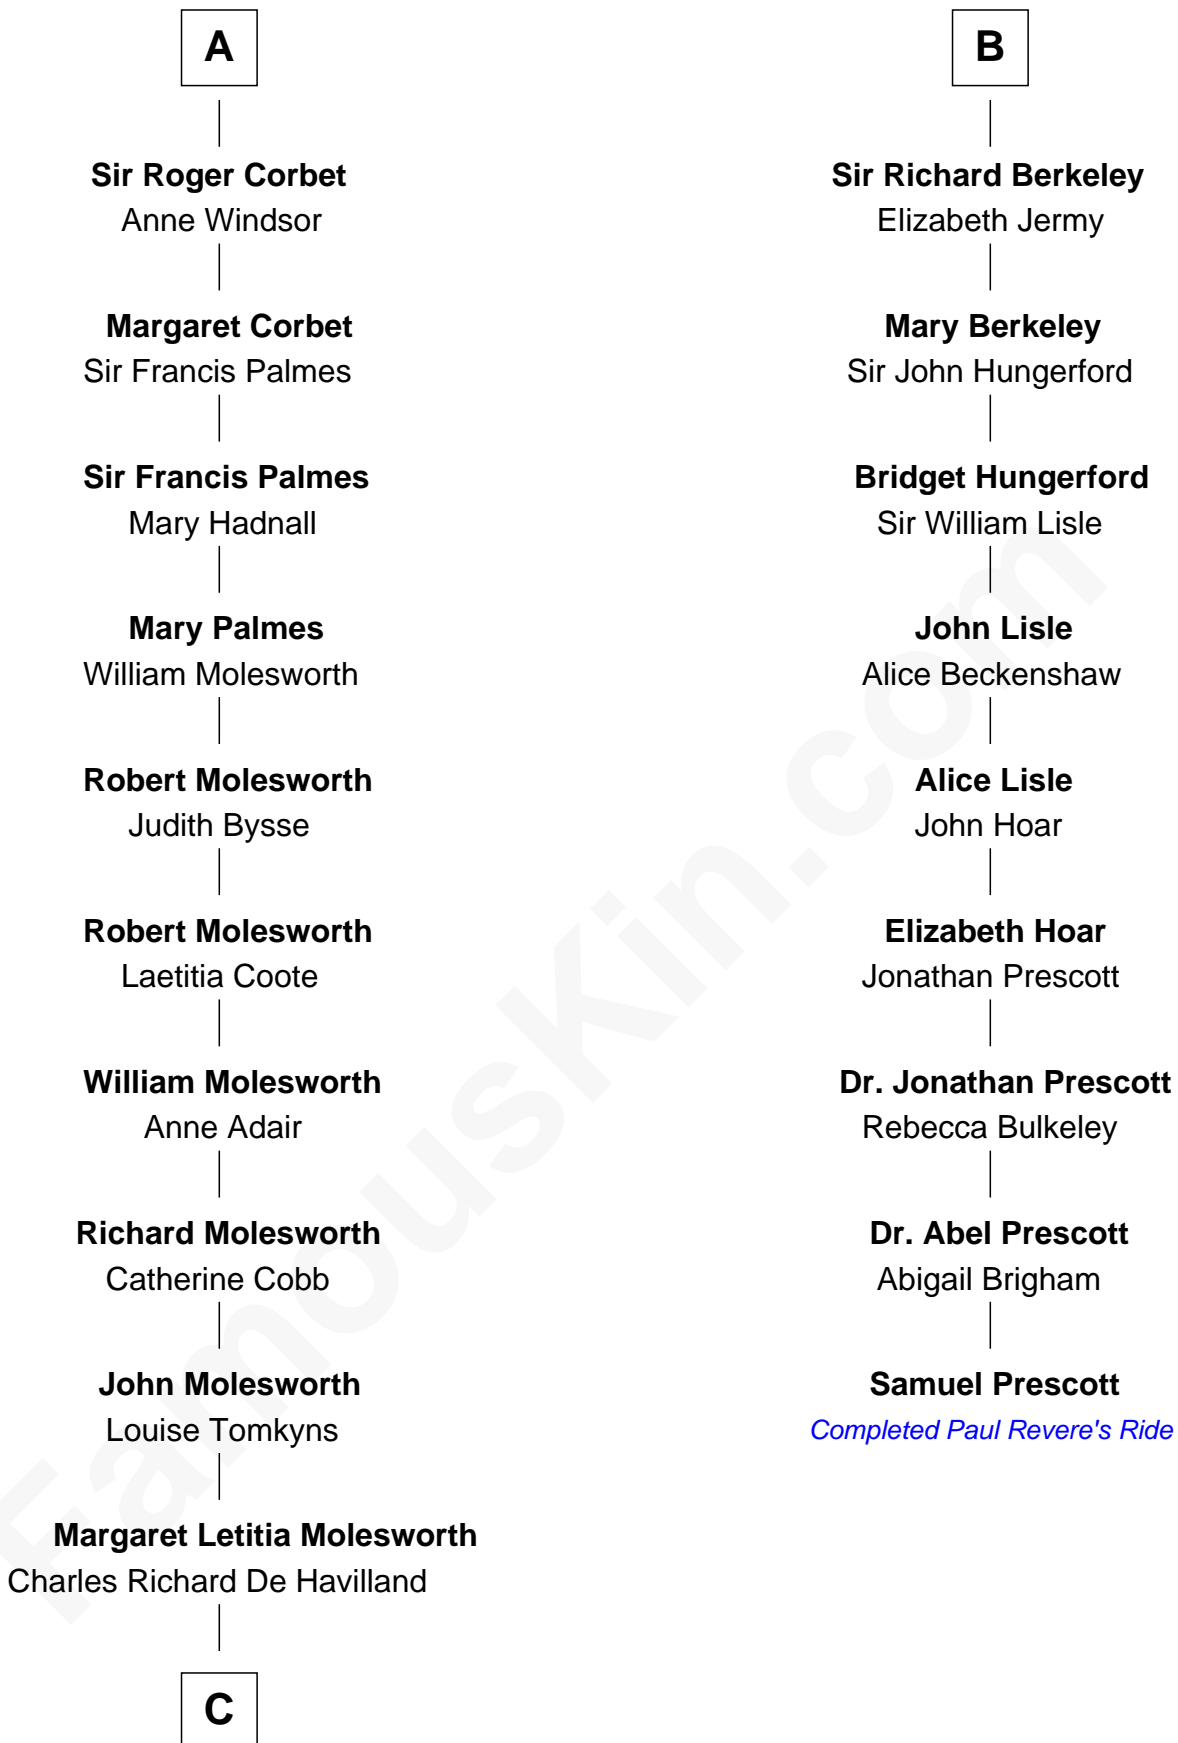 A
Sir Roger Corbet
Anne Windsor
Margaret Corbet
Sir Francis Palmes
Sir Francis Palmes
Mary Hadnall
Mary Palmes
William Molesworth
Robert Molesworth
Judith Bysse
Robert Molesworth
Laetitia Coote
William Molesworth
Anne Adair
Richard Molesworth
Catherine Cobb
John Molesworth
Louise Tomkyns
Margaret Letitia Molesworth
Charles Richard De Havilland
C
B
Sir Richard Berkeley
Elizabeth Jermy
Mary Berkeley
Sir John Hungerford
Bridget Hungerford
Sir William Lisle
John Lisle
Alice Beckenshaw
Alice Lisle
John Hoar
Elizabeth Hoar
Jonathan Prescott
Dr. Jonathan Prescott
Rebecca Bulkeley
Dr. Abel Prescott
Abigail Brigham
Samuel Prescott
Completed Paul Revere's Ride
FamousKin.com